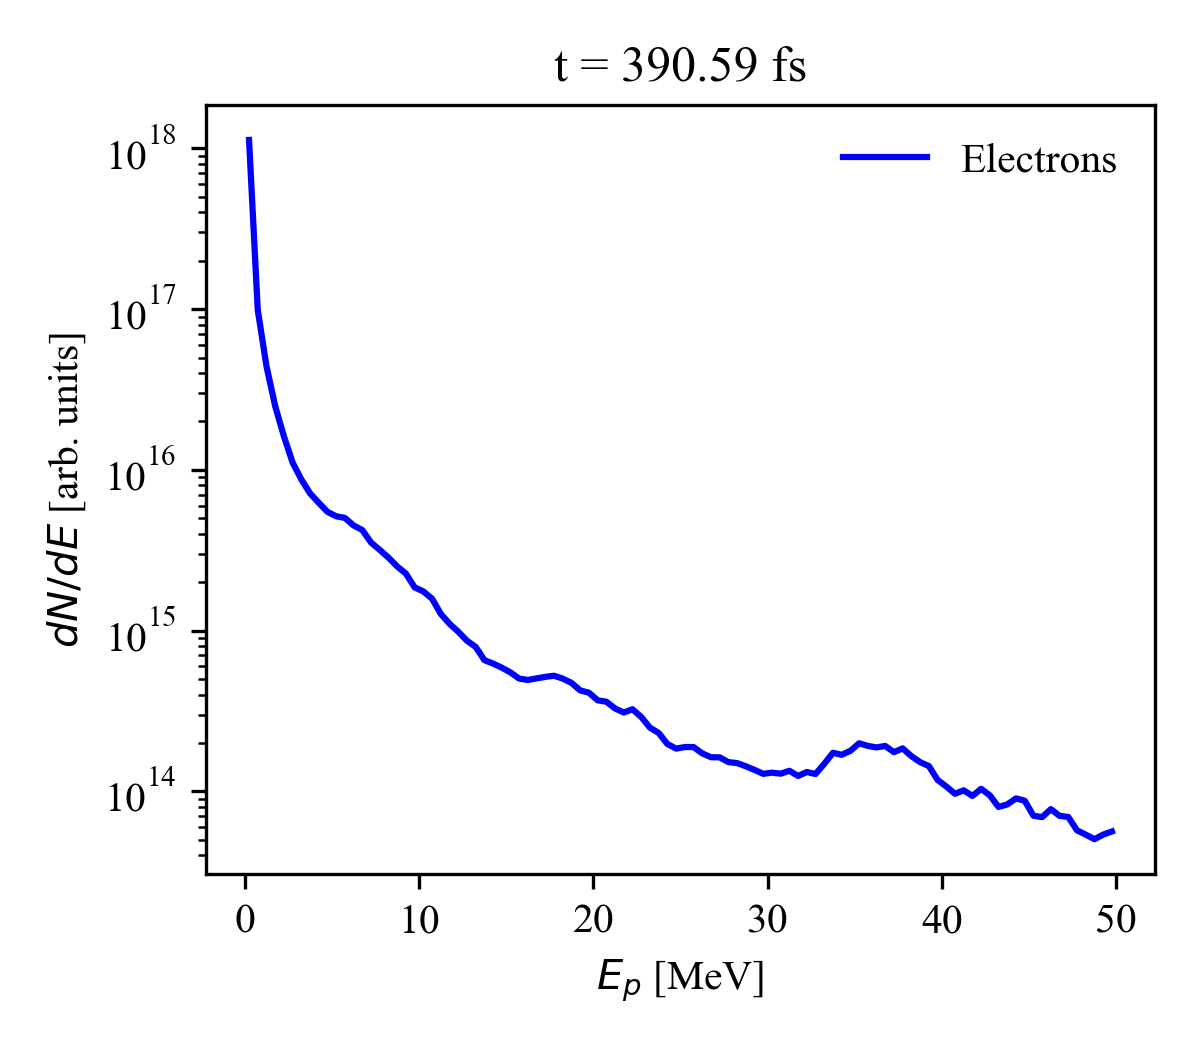 t = 390.59 fs
Electrons
10^18
10^17
10^16
10^15
10^14
dN/dE [arb. units]
0 10 20 30 40 50
E_p [MeV]